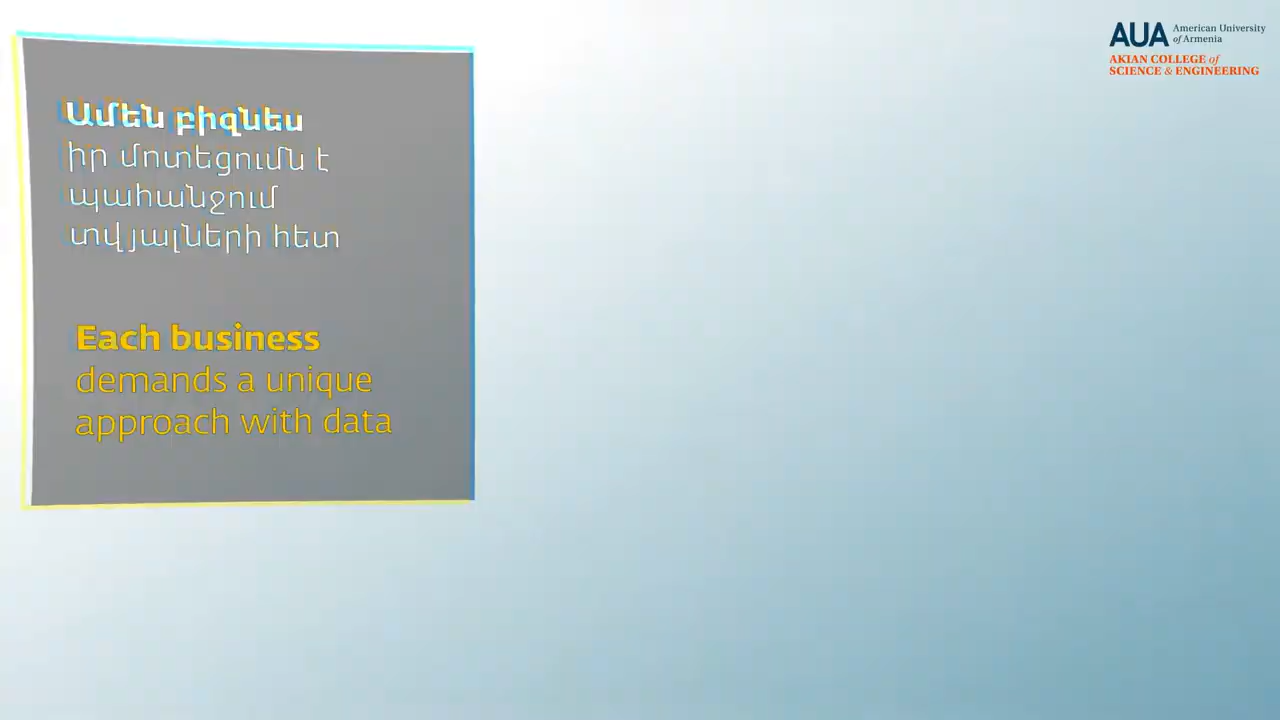 AUA American University
of Armenia
AKIAN COLLEGE of
SCIENCE & ENGINEERING
Ամեն բիզնես
իր մոտեցումն է
պահանջում
տվյալների հետ
Each business
demands a unique
approach with data